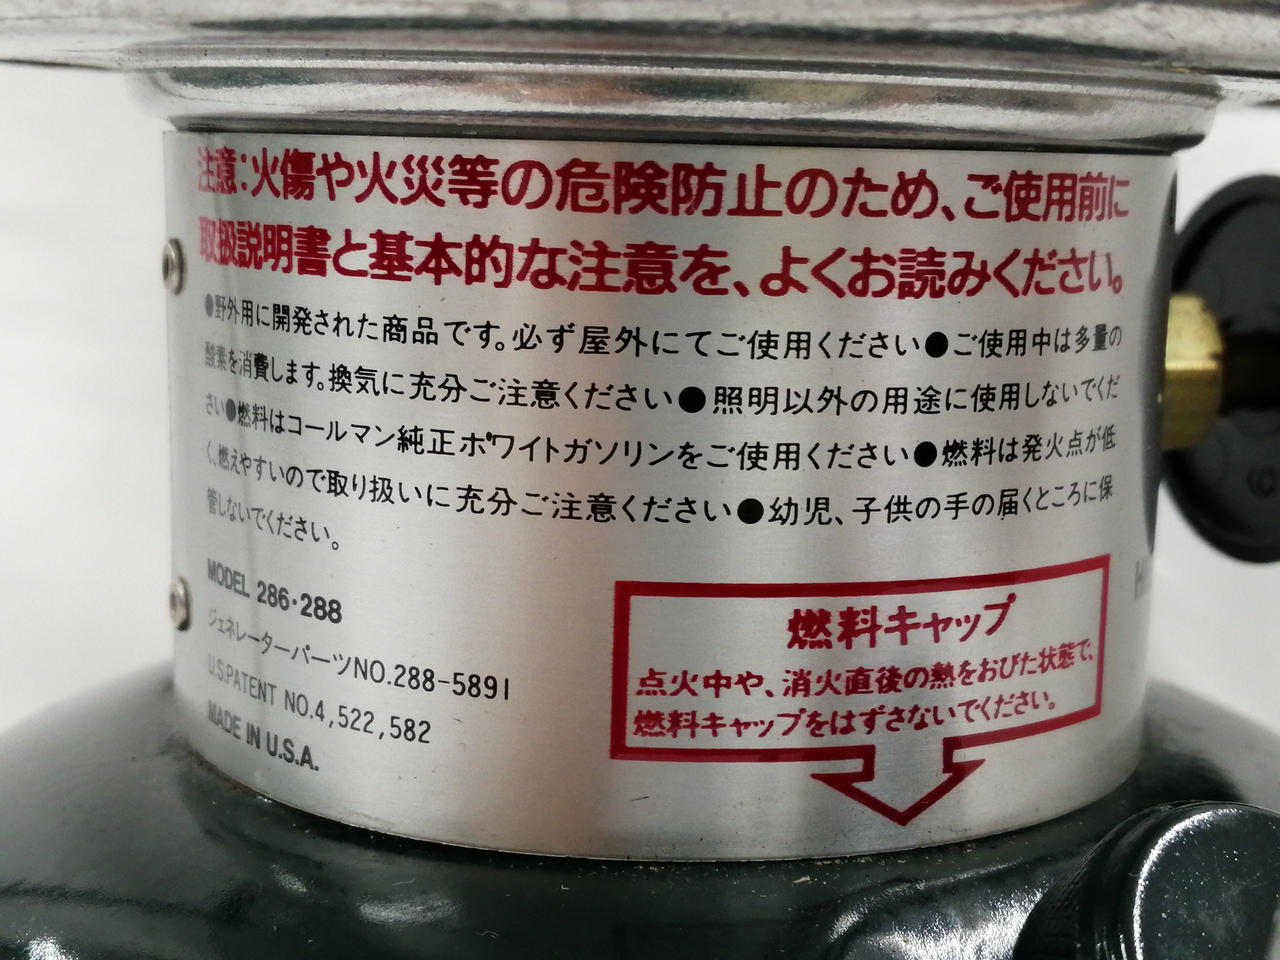 注意:火傷や火災等の危険防止のため、ご使用前に
取扱説明書と基本的な注意を、よくお読みください。
●野外用に開発された商品です。必ず屋外にてご使用ください●ご使用中は多量の
酸素を消費します。換気に充分ご注意ください●照明以外の用途に使用しないでくだ
さい●燃料はコールマン純正ホワイトガソリンをご使用ください●燃料は発火点が低
く、燃えやすいので取り扱いに充分ご注意ください●幼児、子供の手の届くところに保
管しないでください。
MODEL 286・288
ジェネレーターパーツNO.288-5891
U.S.PATENT NO.4,522,582
MADE IN U.S.A.
燃料キャップ
点火中や、消火直後の熱をおびた状態で、
燃料キャップをはずさないでください。